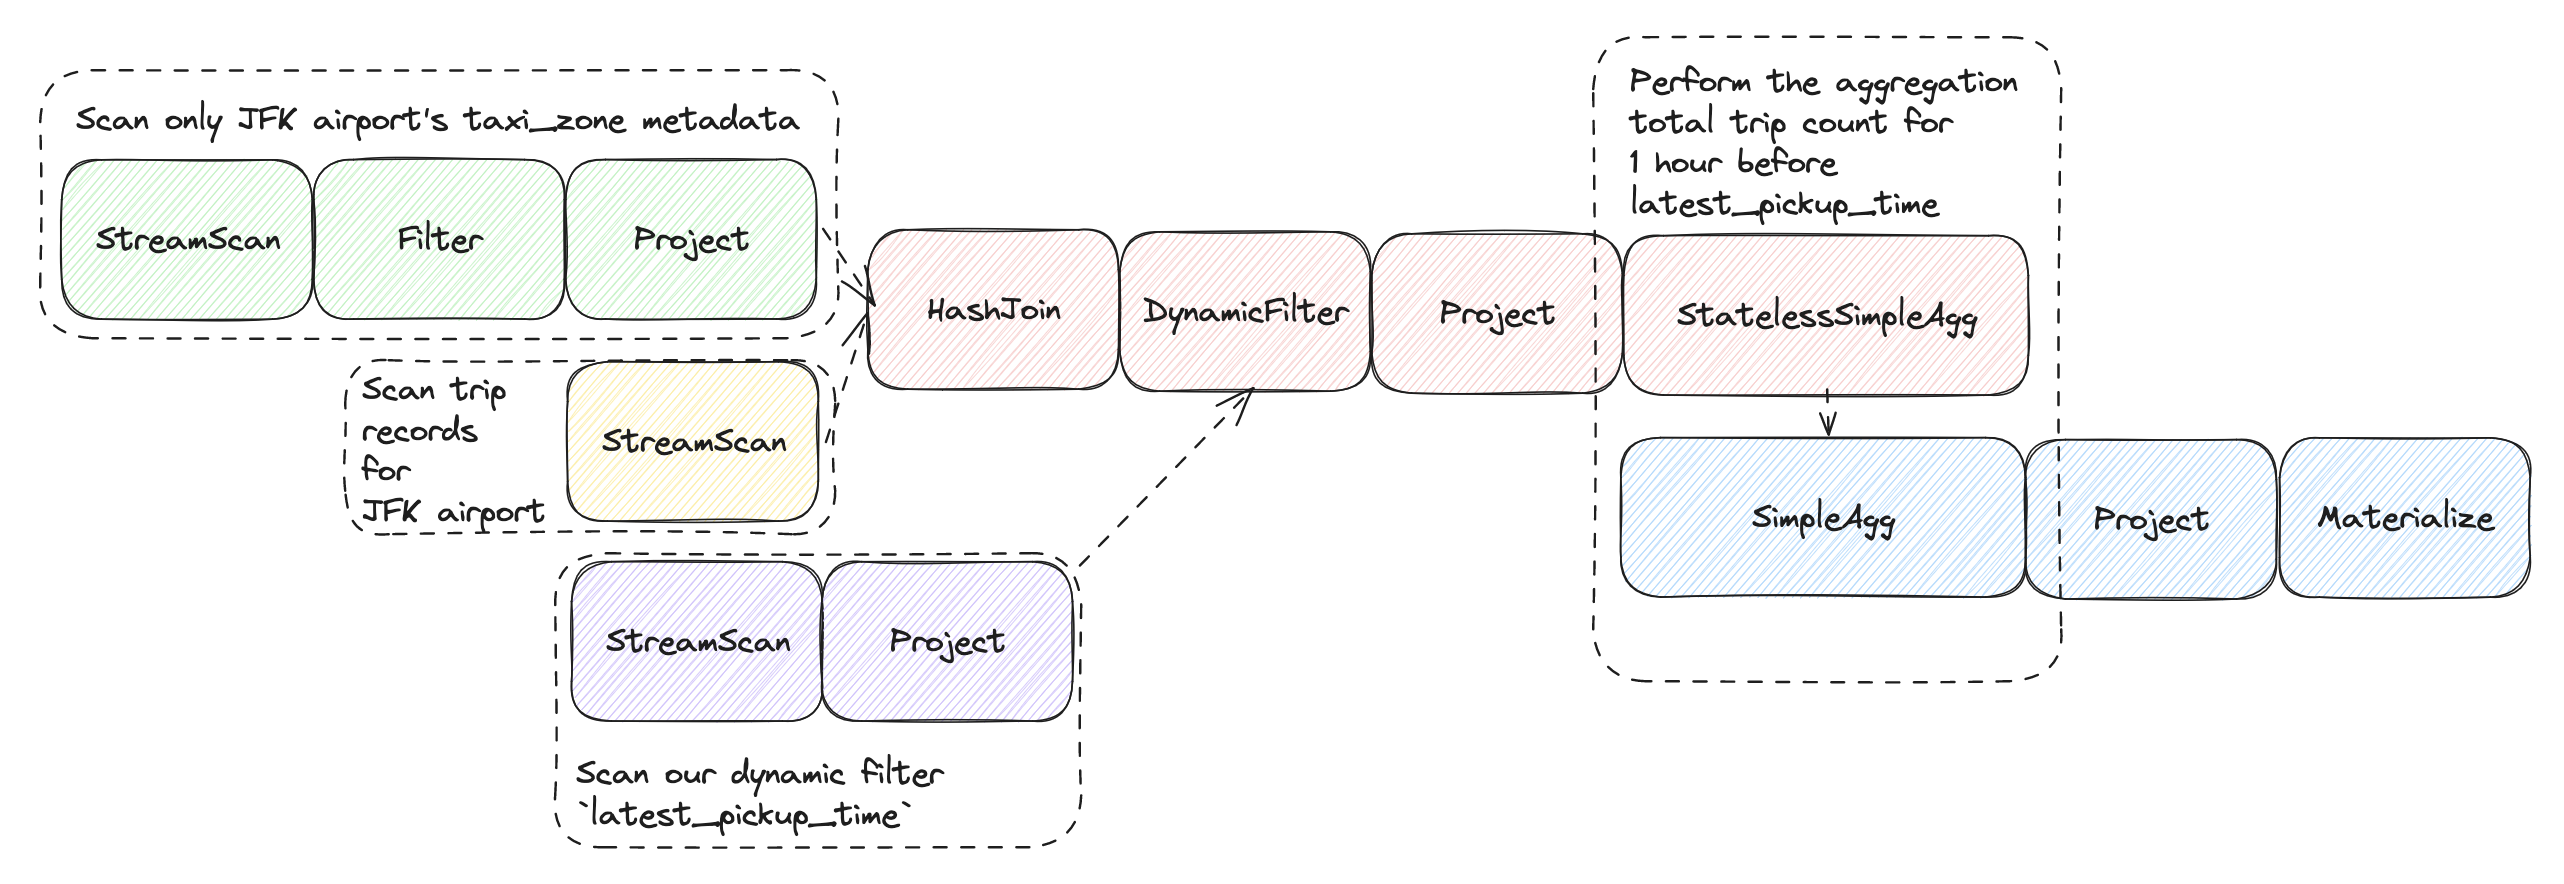 Scan only JFK airport's taxi_zone metadata
StreamScan
Filter
Project
Scan trip
records
for
JFK airport
StreamScan
StreamScan
Project
Scan our dynamic filter
`latest_pickup_time`
HashJoin
DynamicFilter
Project
Perform the aggregation
total trip count for
1 hour before
latest_pickup_time
StatelessSimpleAgg
SimpleAgg
Project
Materialize